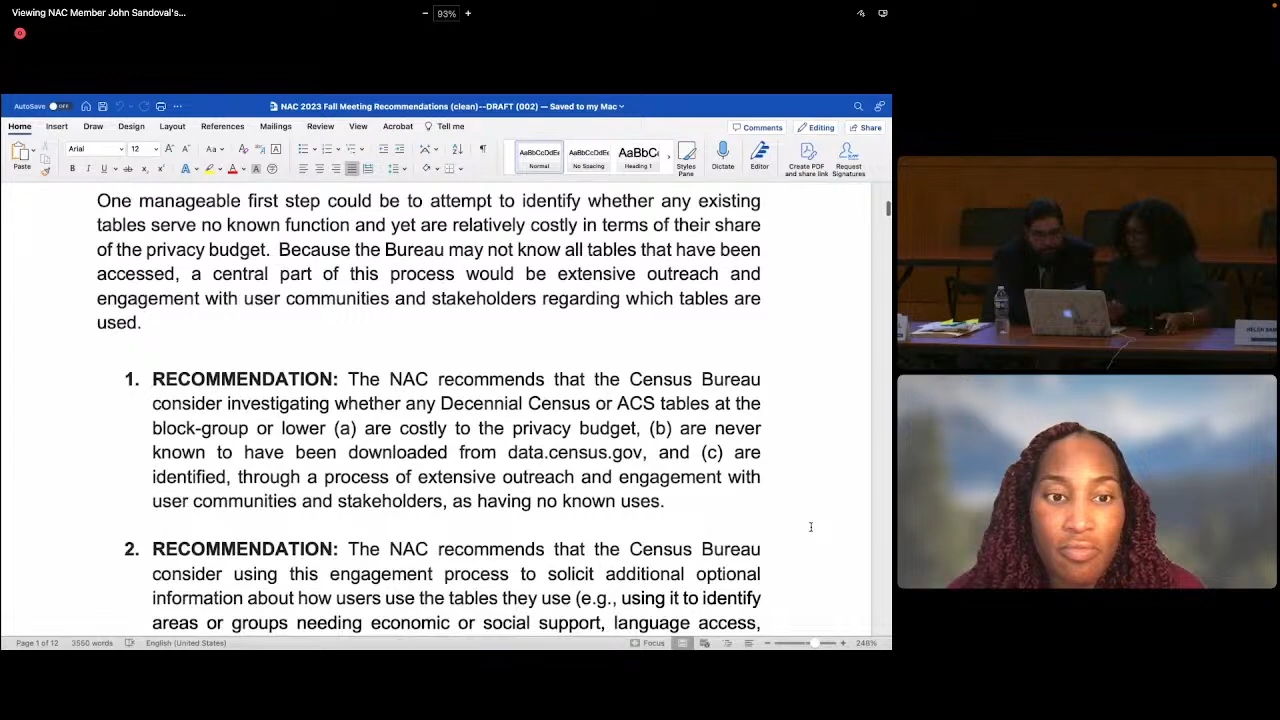 Viewing NAC Member John Sandoval's...
93%
AutoSave OFF
NAC 2023 Fall Meeting Recommendations (clean)--DRAFT (002) — Saved to my Mac
Home Insert Draw Design Layout References Mailings Review View Acrobat Tell me
Comments Editing Share
Paste
Arial 12
AaBbCcDdEe AaBbCcDdEe AaBbC
Normal No Spacing Heading 1
Styles Pane
Dictate
Editor
Create PDF and share link
Request Signatures
One manageable first step could be to attempt to identify whether any existing
tables serve no known function and yet are relatively costly in terms of their share
of the privacy budget. Because the Bureau may not know all tables that have been
accessed, a central part of this process would be extensive outreach and
engagement with user communities and stakeholders regarding which tables are
used.
1. RECOMMENDATION: The NAC recommends that the Census Bureau
consider investigating whether any Decennial Census or ACS tables at the
block-group or lower (a) are costly to the privacy budget, (b) are never
known to have been downloaded from data.census.gov, and (c) are
identified, through a process of extensive outreach and engagement with
user communities and stakeholders, as having no known uses.
2. RECOMMENDATION: The NAC recommends that the Census Bureau
consider using this engagement process to solicit additional optional
information about how users use the tables they use (e.g., using it to identify
areas or groups needing economic or social support, language access,
Page 1 of 12 3550 words English (United States) Focus 248%
HELEN